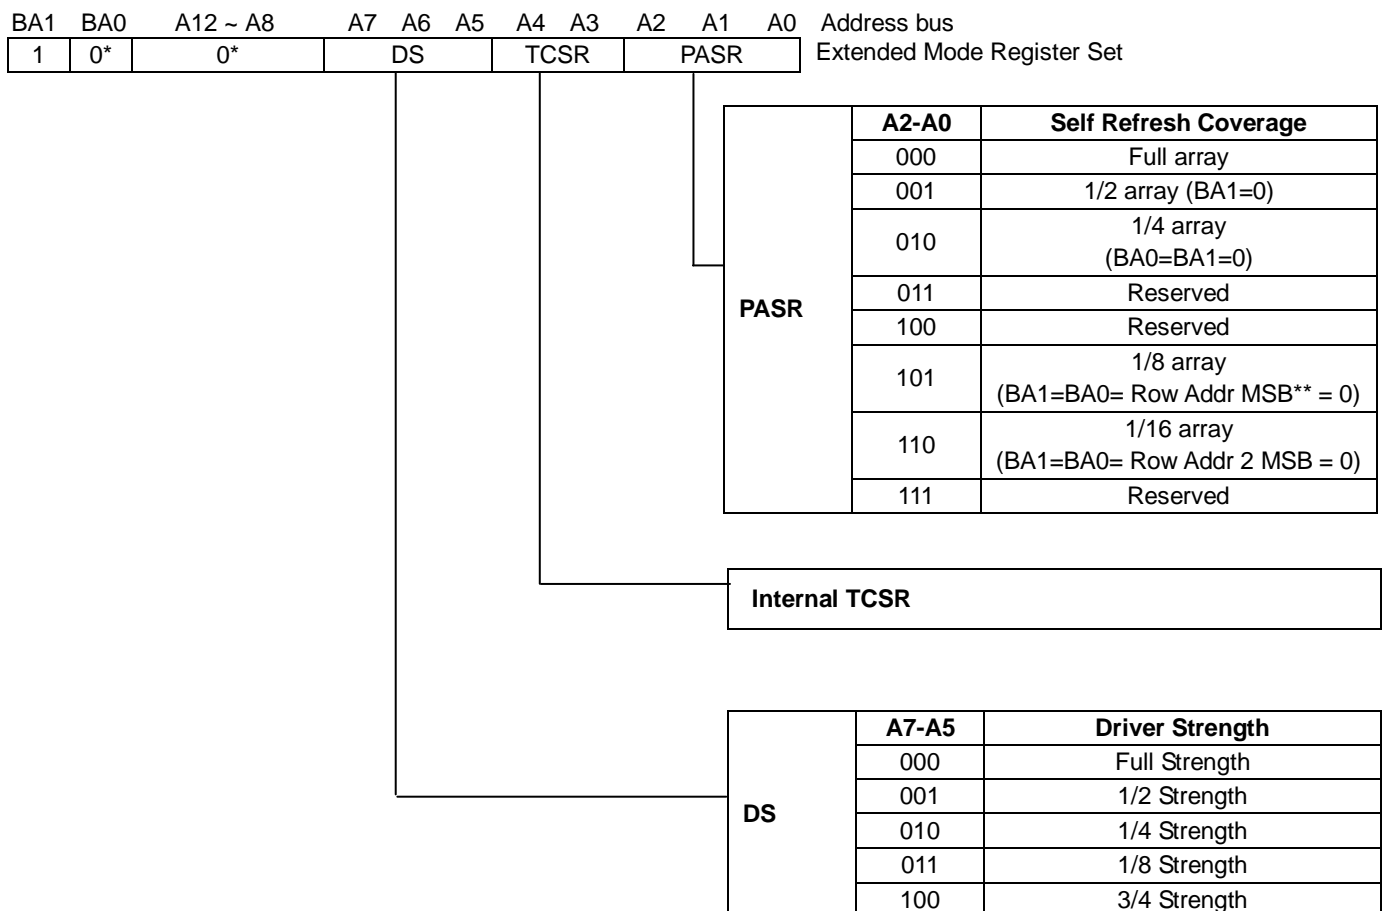 BA1 BA0 A12 ~ A8 A7 A6 A5 A4 A3 A2 A1 A0 Address bus
1 0* 0* DS TCSR PASR Extended Mode Register Set
PASR
A2-A0 Self Refresh Coverage
000 Full array
001 1/2 array (BA1=0)
010 1/4 array
(BA0=BA1=0)
011 Reserved
100 Reserved
101 1/8 array
(BA1=BA0= Row Addr MSB** = 0)
110 1/16 array
(BA1=BA0= Row Addr 2 MSB = 0)
111 Reserved
Internal TCSR
DS
A7-A5 Driver Strength
000 Full Strength
001 1/2 Strength
010 1/4 Strength
011 1/8 Strength
100 3/4 Strength